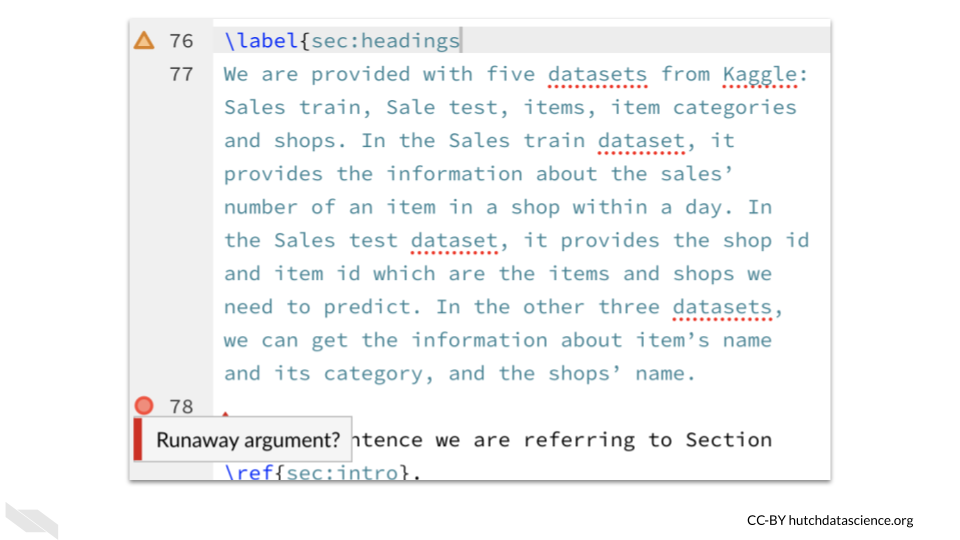 76 \label{sec:headings
77 We are provided with five datasets from Kaggle:
Sales train, Sale test, items, item categories
and shops. In the Sales train dataset, it
provides the information about the sales’
number of an item in a shop within a day. In
the Sales test dataset, it provides the shop id
and item id which are the items and shops we
need to predict. In the other three datasets,
we can get the information about item’s name
and its category, and the shops’ name.
78
Runaway argument? ntence we are referring to Section
\ref{sec:intro}.
CC-BY hutchdatascience.org